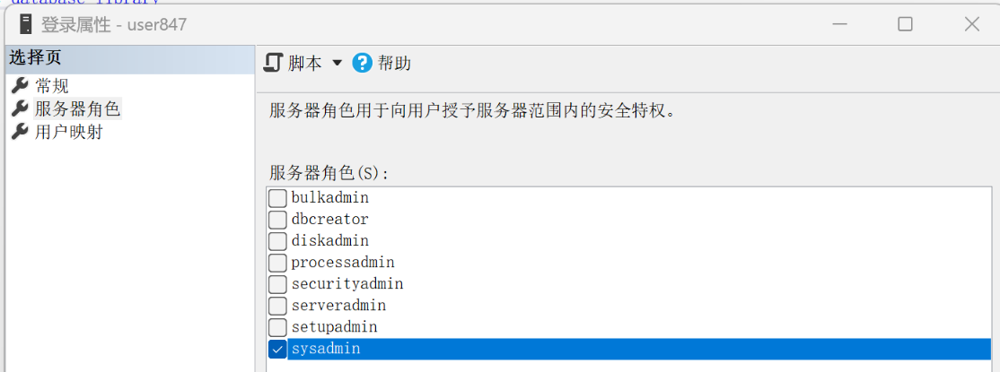 database library
登录属性 - user847
选择页
常规
服务器角色
用户映射
脚本 帮助
服务器角色用于向用户授予服务器范围内的安全特权。
服务器角色(S):
bulkadmin
dbcreator
diskadmin
processadmin
securityadmin
serveradmin
setupadmin
sysadmin